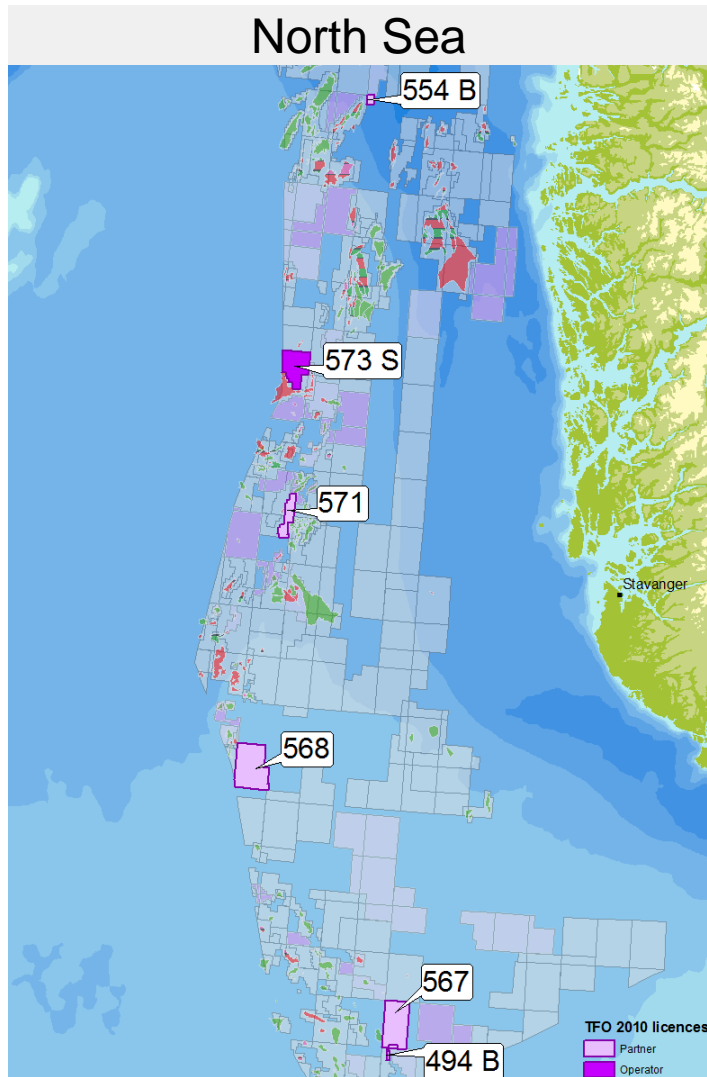 North Sea
554 B
573 S
571
Stavanger
568
567
TFO 2010 licences
Partner
494 B
Operator